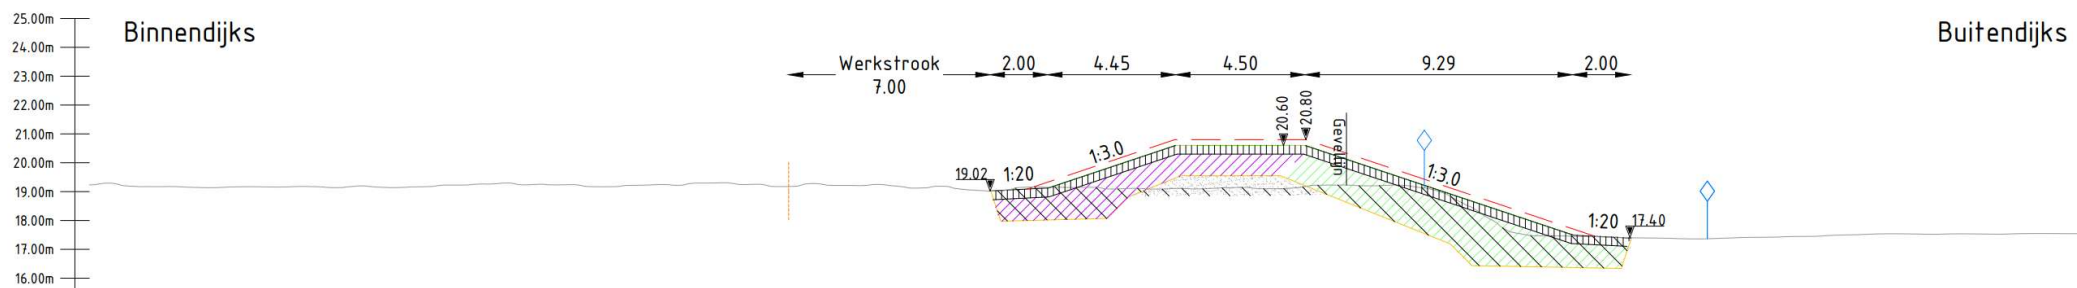 25.00m
24.00m
23.00m
22.00m
21.00m
20.00m
19.00m
18.00m
17.00m
16.00m
Binnendijks
Buitendijks
Werkstrook
7.00
2.00
4.45
4.50
9.29
2.00
20.60
20.80
Gevellijn
1:3.0
1:3.0
19.02
1:20
1:20
17.40